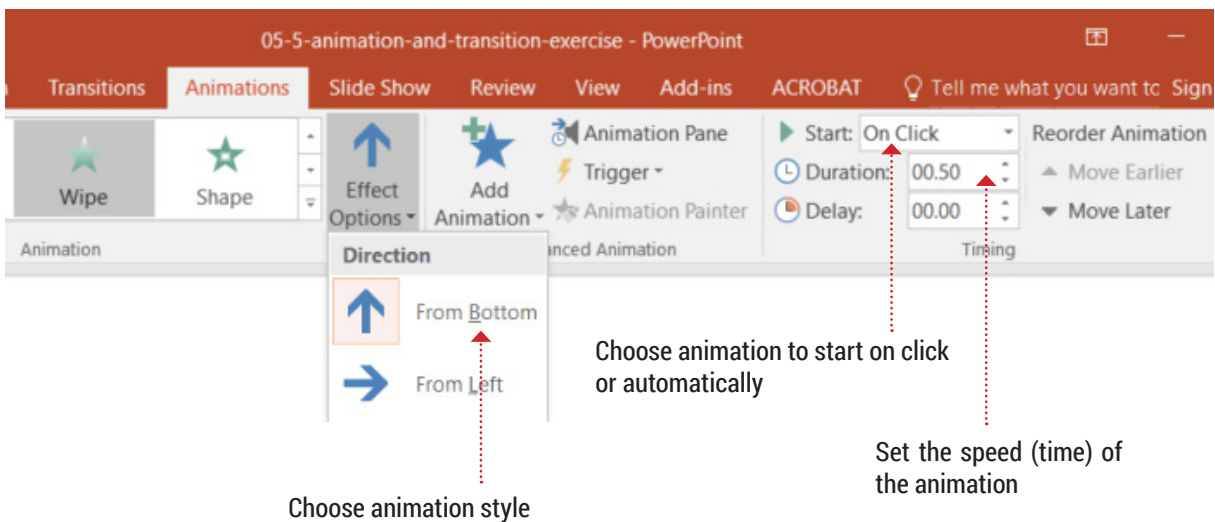 05-5-animation-and-transition-exercise - PowerPoint
Transitions Animations Slide Show Review View Add-ins ACROBAT Tell me what you want tc Sign
Wipe Shape
Effect Options
Add Animation
Animation Pane
Trigger
Animation Painter
Start: On Click
Duration: 00.50
Delay: 00.00
Reorder Animation
Move Earlier
Move Later
Animation
anced Animation
Timing
Direction
From Bottom
From Left
Choose animation to start on click
or automatically
Set the speed (time) of
the animation
Choose animation style